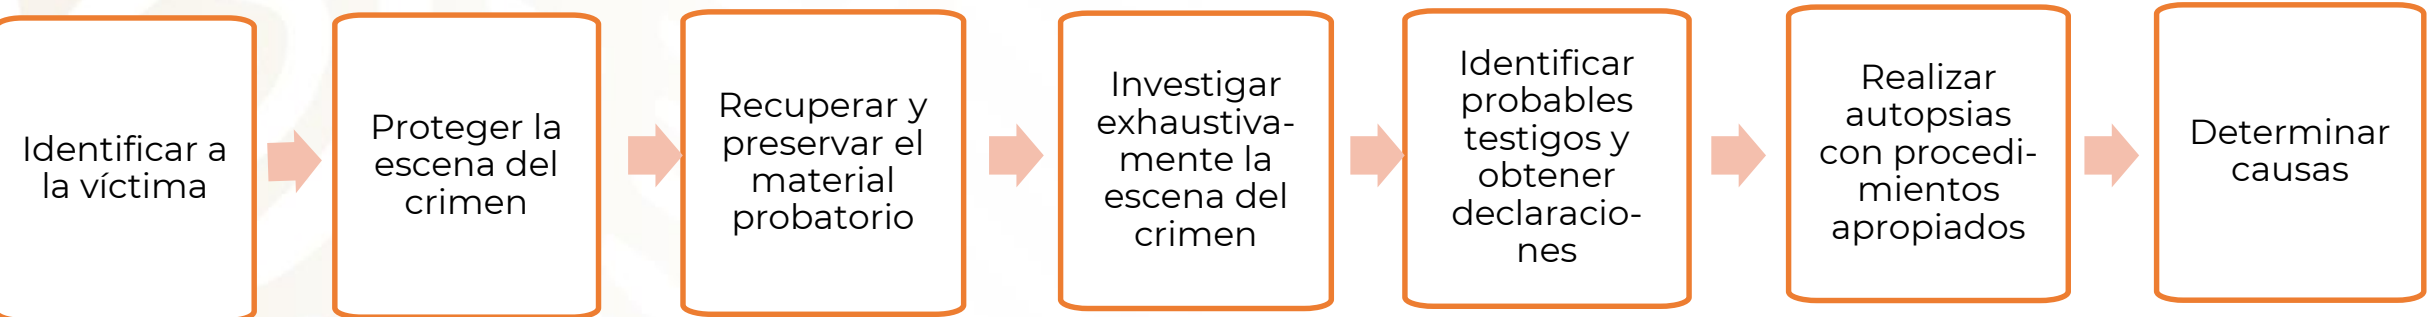 Identificar a
la víctima
Proteger la
escena del
crimen
Recuperar y
preservar el
material
probatorio
Investigar
exhaustiva-
mente la
escena del
crimen
Identificar
probables
testigos y
obtener
declaracio-
nes
Realizar
autopsias
con procedi-
mientos
apropiados
Determinar
causas